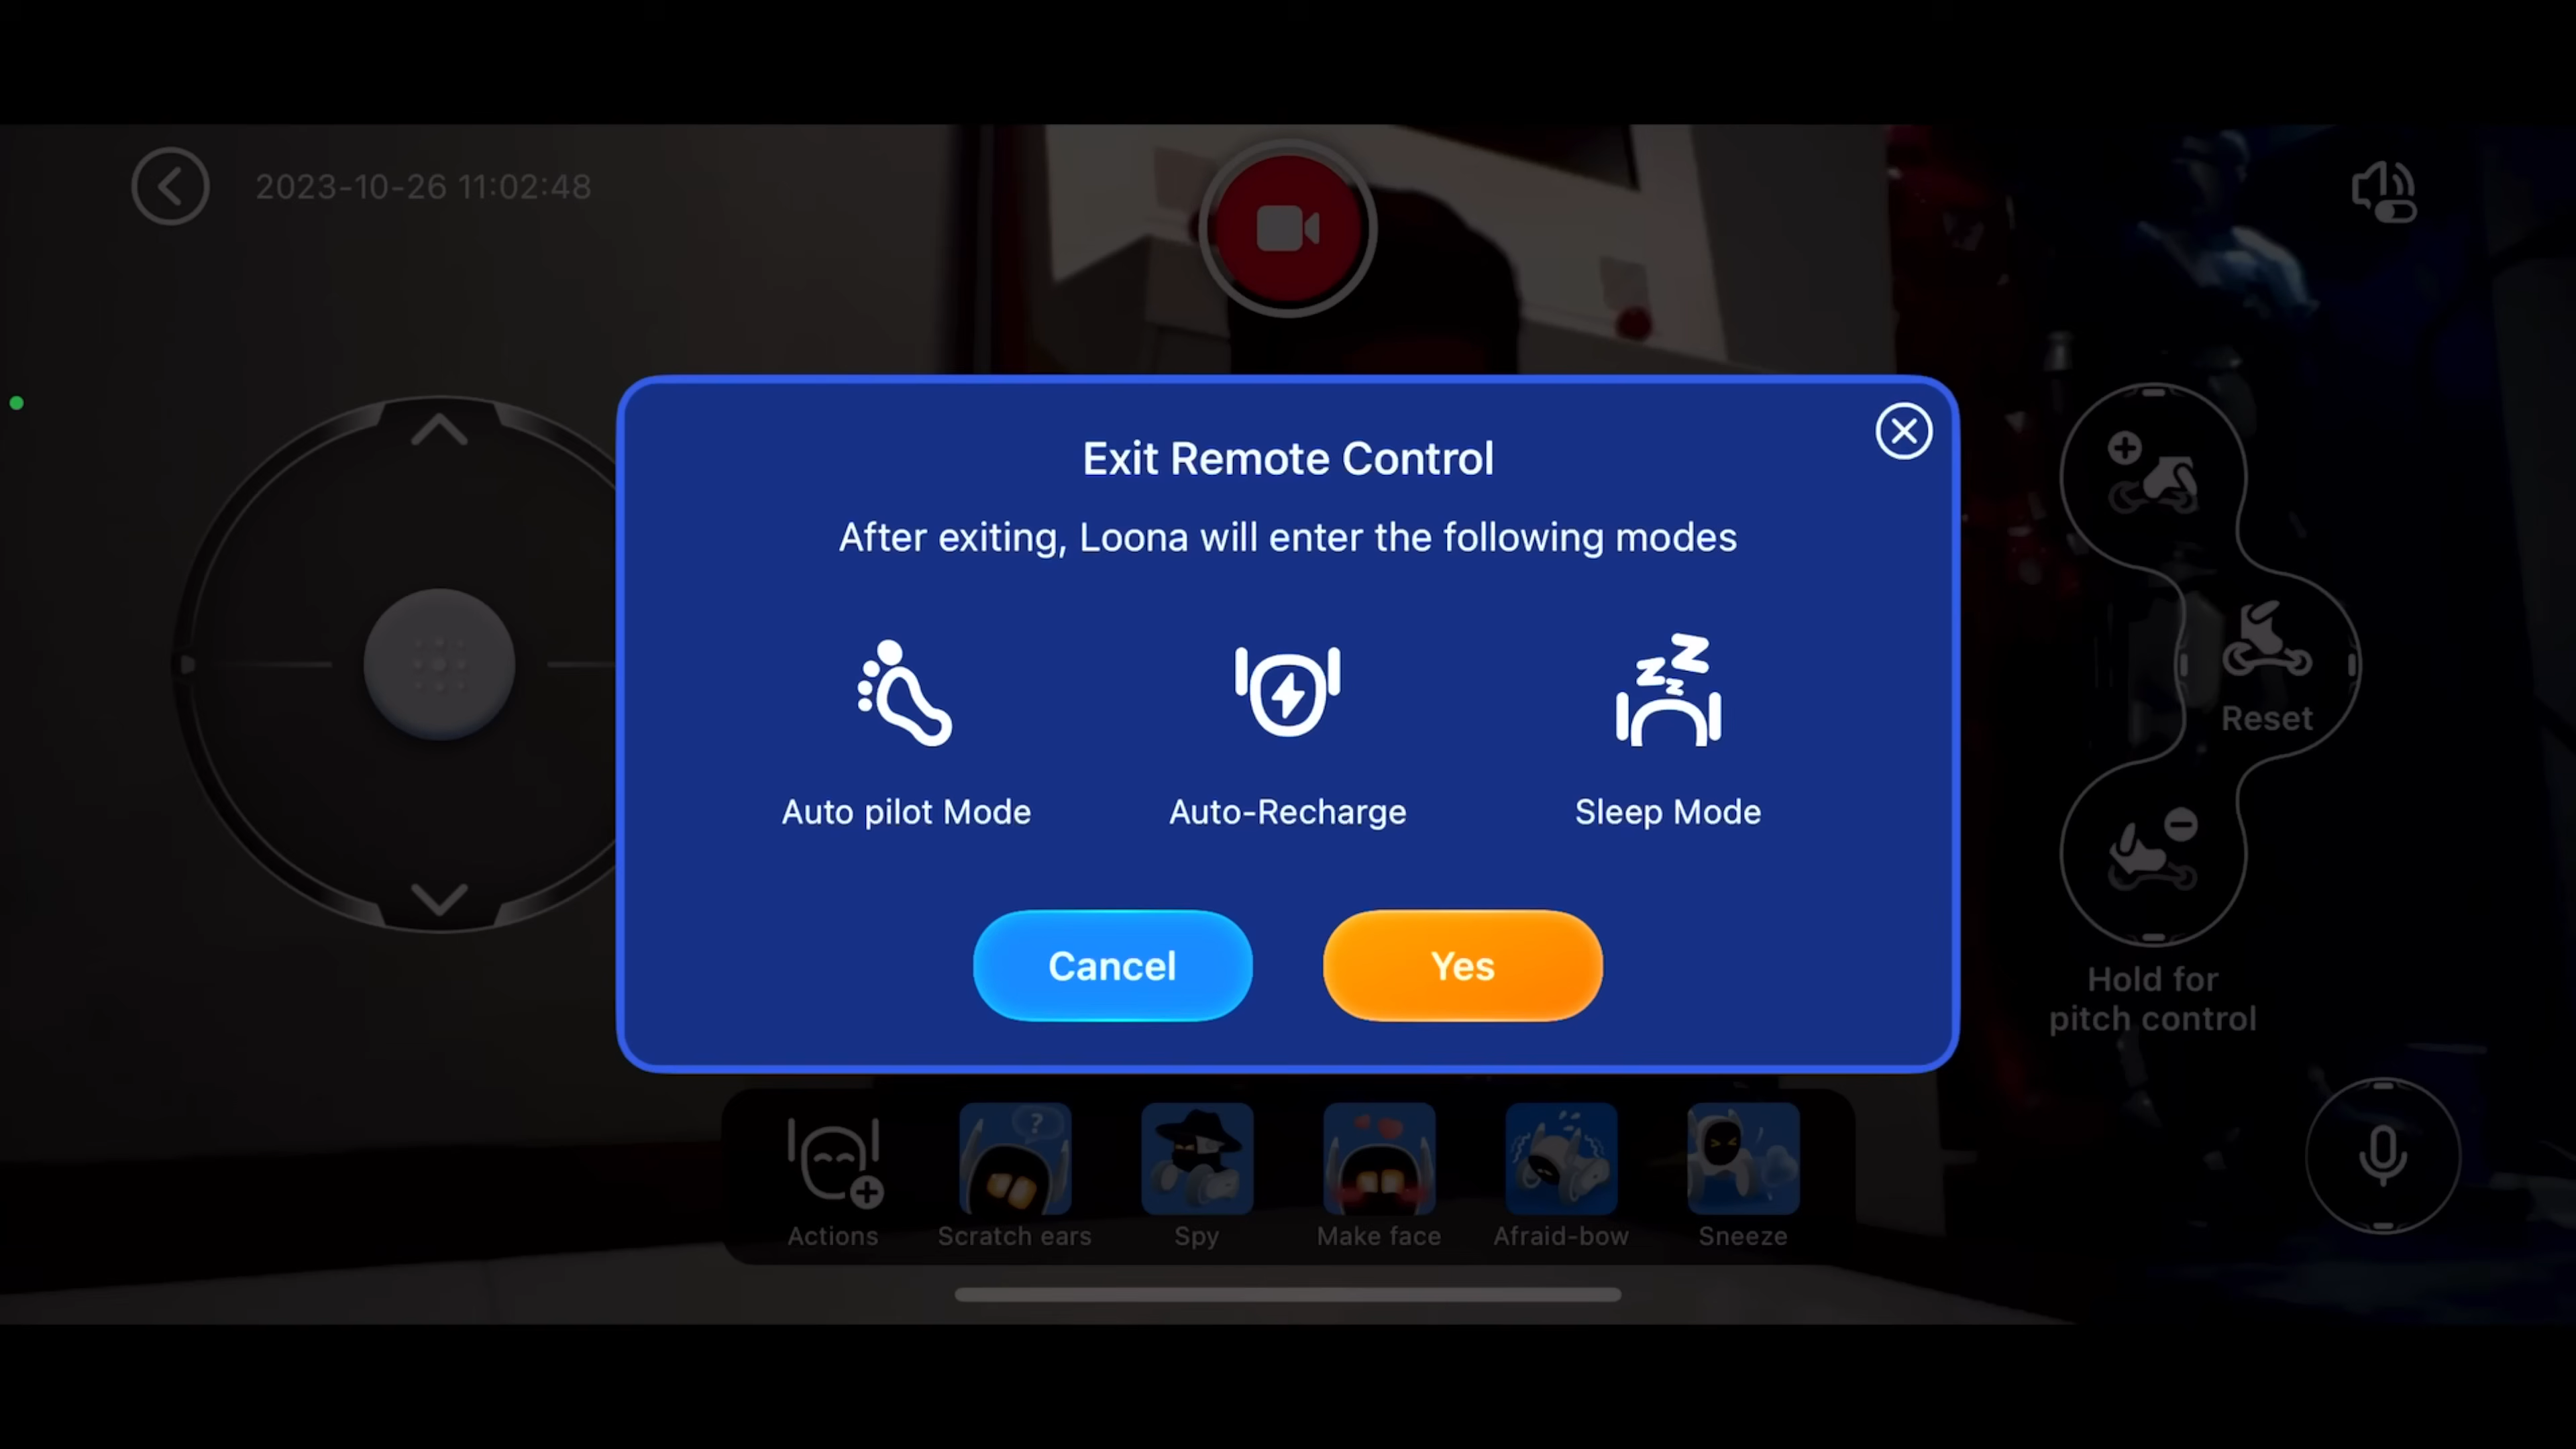 2023-10-26 11:02:48
Exit Remote Control
After exiting, Loona will enter the following modes
Auto pilot Mode
Auto-Recharge
Sleep Mode
Cancel
Yes
Reset
Hold for
pitch control
Actions
Scratch ears
Spy
Make face
Afraid-bow
Sneeze